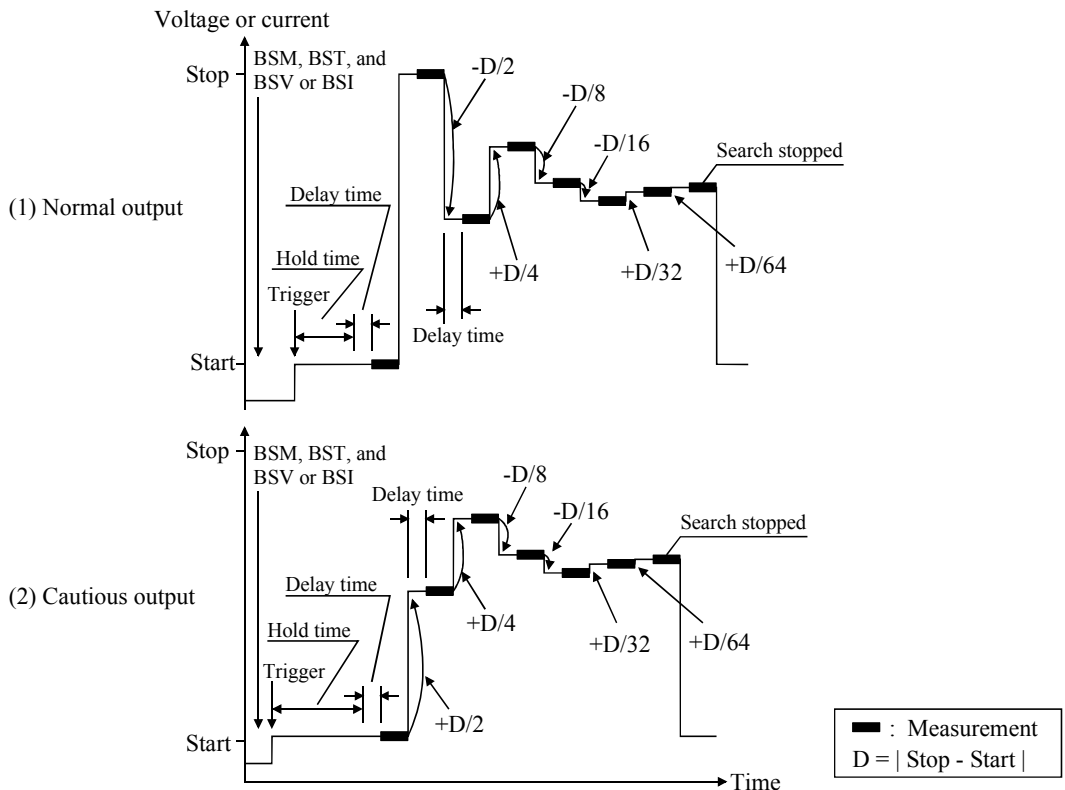 Voltage or current
BSM, BST, and
BSV or BSI
Stop
-D/2
-D/8
-D/16
Search stopped
Delay time
(1) Normal output
Hold time
Trigger
+D/4
+D/32
+D/64
Delay time
Start
Stop
BSM, BST, and
BSV or BSI
Delay time
-D/8
-D/16
Search stopped
(2) Cautious output
Delay time
Hold time
Trigger
+D/4
+D/32
+D/64
+D/2
Start
: Measurement
D = | Stop - Start |
Time